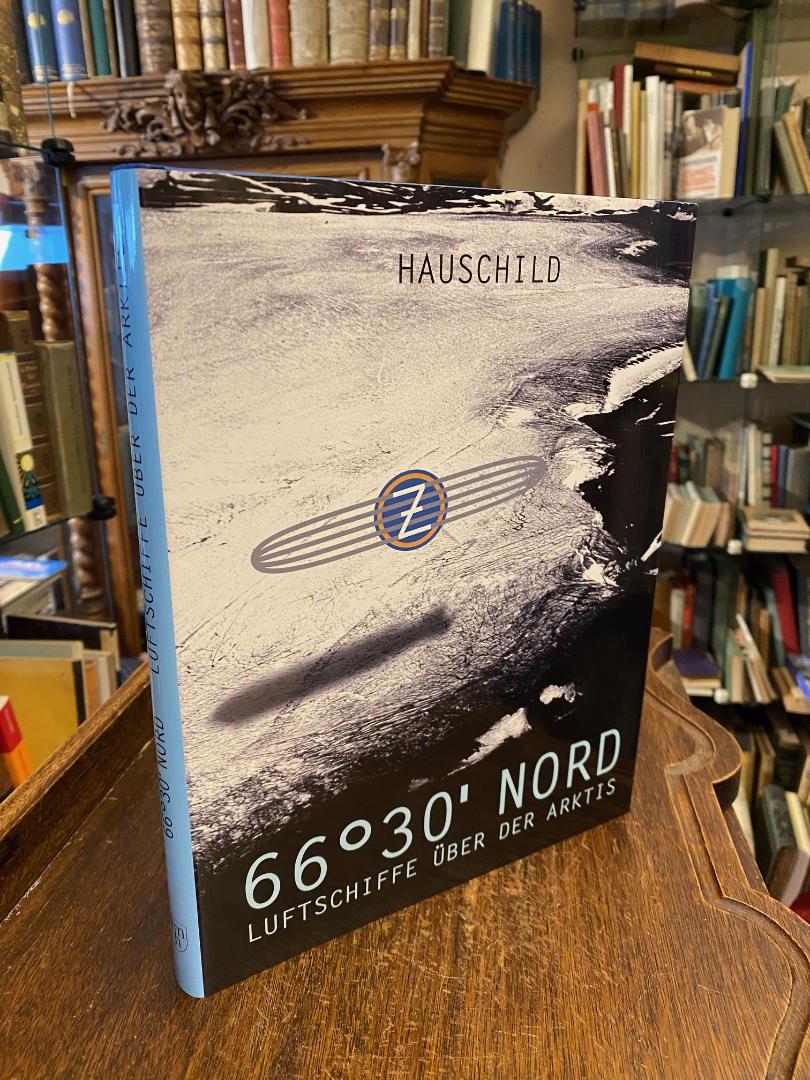 HAUSCHILD
Z
66°30' NORD
LUFTSCHIFFE ÜBER DER ARKTIS
66°30' NORD LUFTSCHIFFE ÜBER DER ARKTIS